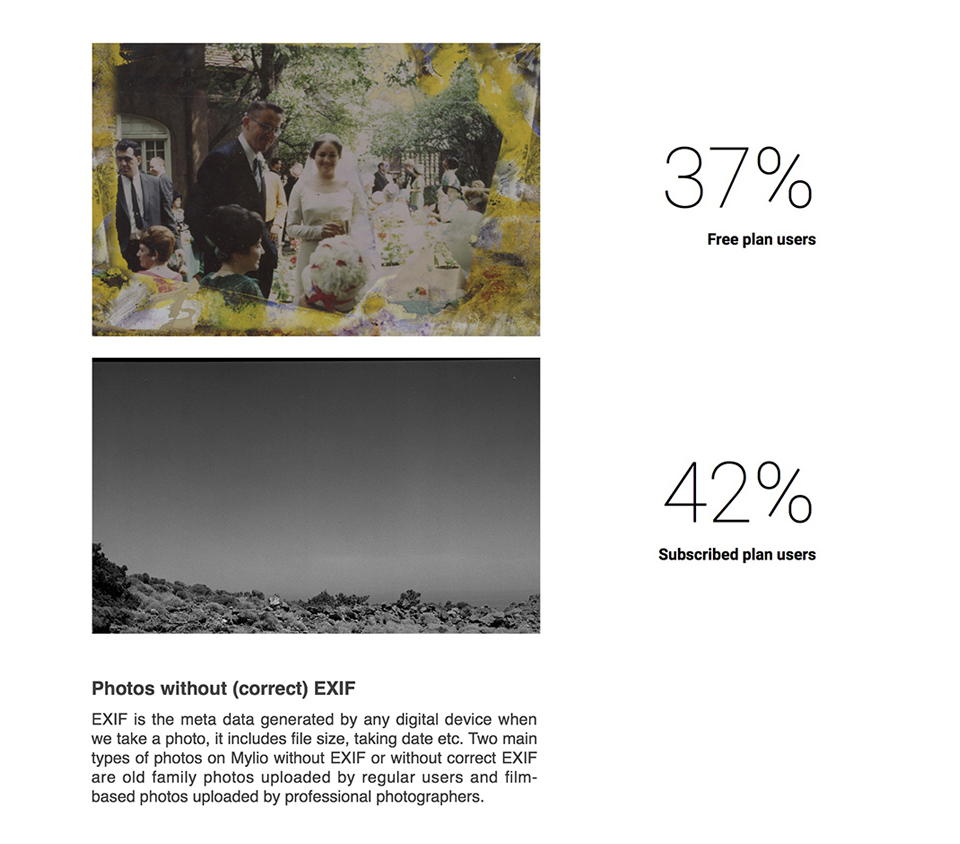 37%
Free plan users
42%
Subscribed plan users
Photos without (correct) EXIF
EXIF is the meta data generated by any digital device when
we take a photo, it includes file size, taking date etc. Two main
types of photos on Mylio without EXIF or without correct EXIF
are old family photos uploaded by regular users and film-
based photos uploaded by professional photographers.